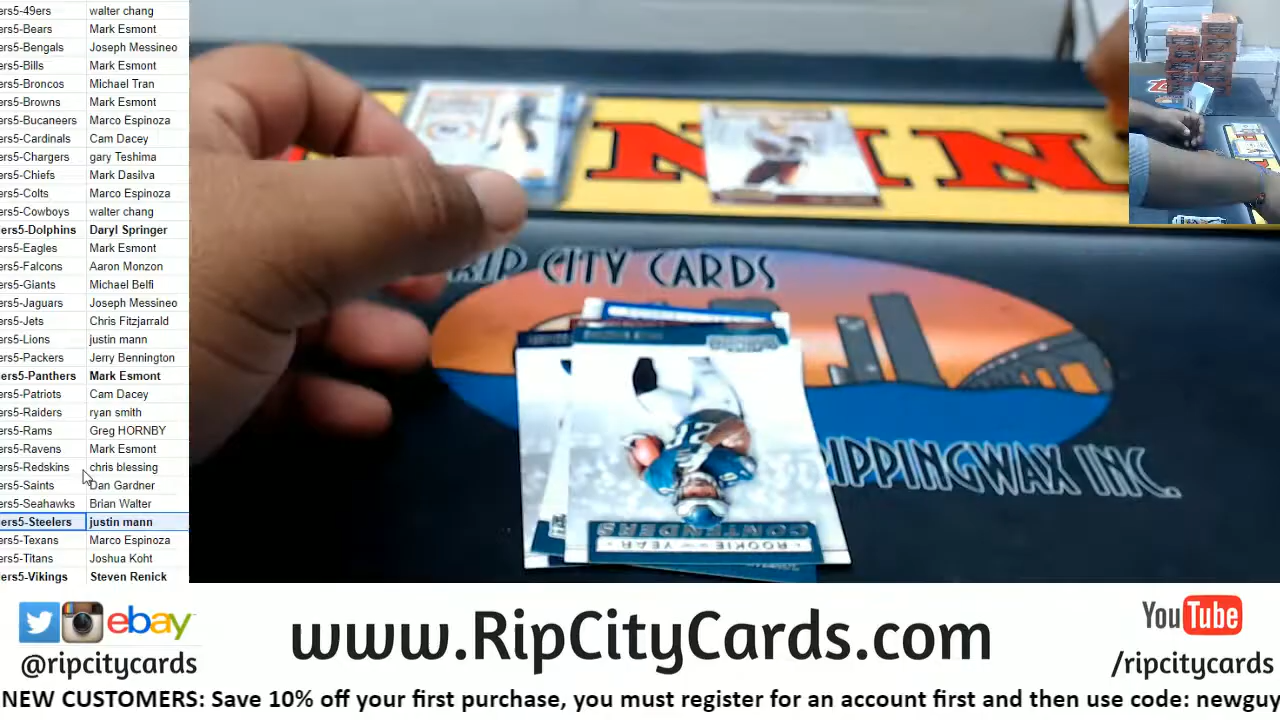 ers5-49ers walter chang
ers5-Bears Mark Esmont
ers5-Bengals Joseph Messineo
ers5-Bills Mark Esmont
ers5-Broncos Michael Tran
ers5-Browns Mark Esmont
ers5-Bucaneers Marco Espinoza
ers5-Cardinals Cam Dacey
ers5-Chargers gary Teshima
ers5-Chiefs Mark Dasilva
ers5-Colts Marco Espinoza
ers5-Cowboys walter chang
ers5-Dolphins Daryl Springer
ers5-Eagles Mark Esmont
ers5-Falcons Aaron Monzon
ers5-Giants Michael Belfi
ers5-Jaguars Joseph Messineo
ers5-Jets Chris Fitzjarrald
ers5-Lions justin mann
ers5-Packers Jerry Bennington
ers5-Panthers Mark Esmont
ers5-Patriots Cam Dacey
ers5-Raiders ryan smith
ers5-Rams Greg HORNBY
ers5-Ravens Mark Esmont
ers5-Redskins chris blessing
ers5-Saints Dan Gardner
ers5-Seahawks Brian Walter
ers5-Steelers justin mann
ers5-Texans Marco Espinoza
ers5-Titans Joshua Koht
ers5-Vikings Steven Renick
NIN
RIP CITY CARDS
RIPPINGWAX INC.
CONTENDERS
ROOKIE of the YEAR
ebay
@ripcitycards
www.RipCityCards.com
YouTube
/ripcitycards
NEW CUSTOMERS: Save 10% off your first purchase, you must register for an account first and then use code: newguy